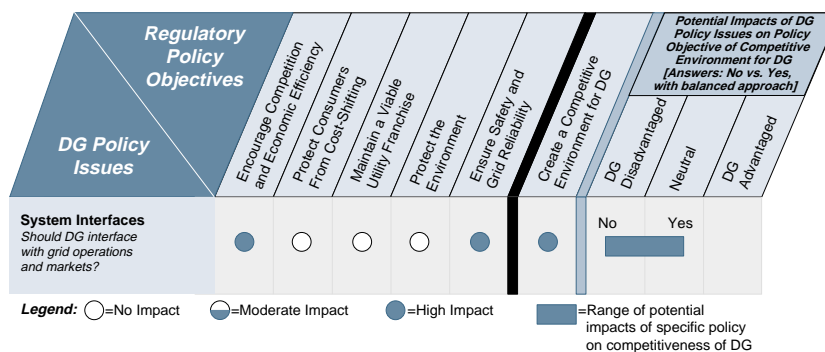 Regulatory
Policy
Objectives
DG Policy
Issues
Encourage Competition
and Economic Efficiency
Protect Consumers
From Cost-Shifting
Maintain a Viable
Utility Franchise
Protect the
Environment
Ensure Safety and
Grid Reliability
Create a Competitive
Environment for DG
Potential Impacts of DG
Policy Issues on Policy
Objective of Competitive
Environment for DG
[Answers: No vs. Yes,
with balanced approach]
DG
Disadvantaged
Neutral
DG
Advantaged
System Interfaces
Should DG interface
with grid operations
and markets?
No Yes
Legend: =No Impact =Moderate Impact =High Impact =Range of potential
impacts of specific policy
on competitiveness of DG